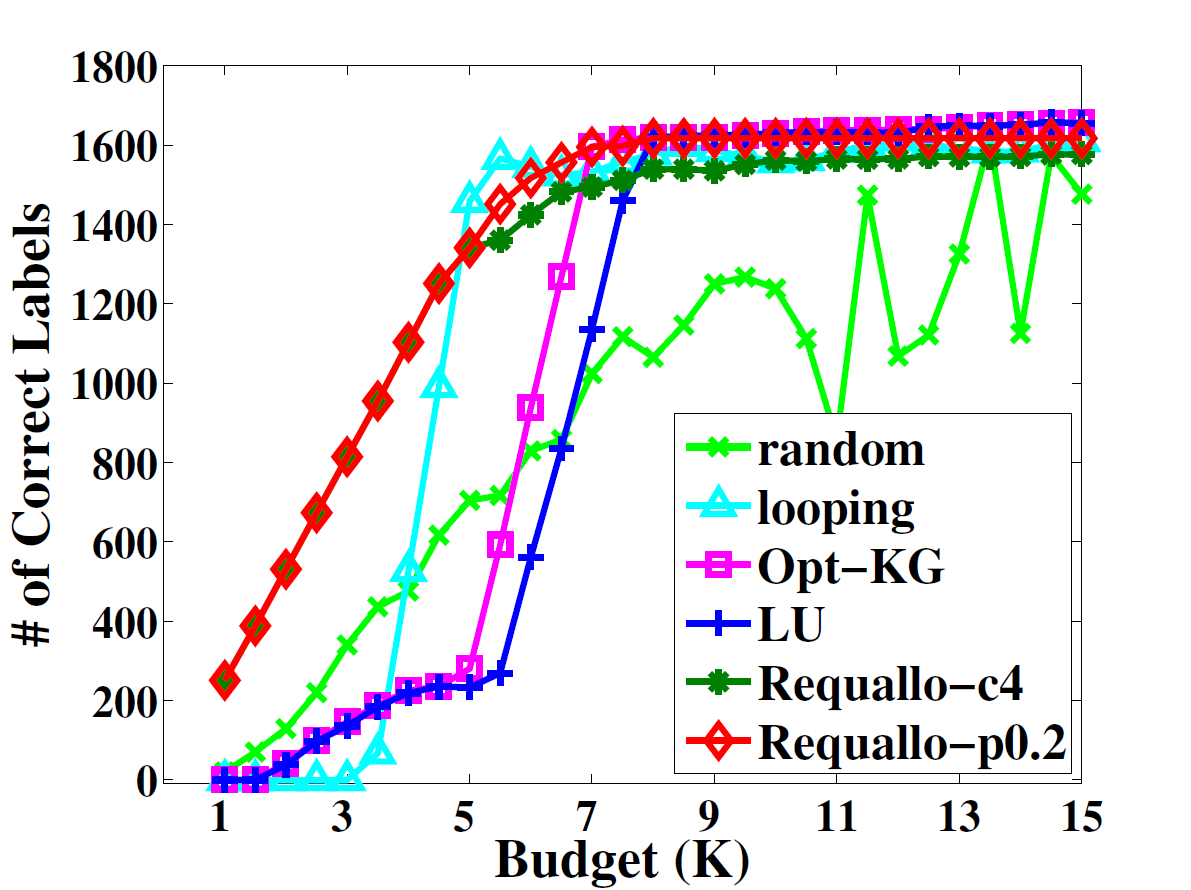 1800
1600
1400
1200
1000
800
600
400
200
0
# of Correct Labels
1 3 5 7 9 11 13 15
Budget (K)
random
looping
Opt−KG
LU
Requallo−c4
Requallo−p0.2